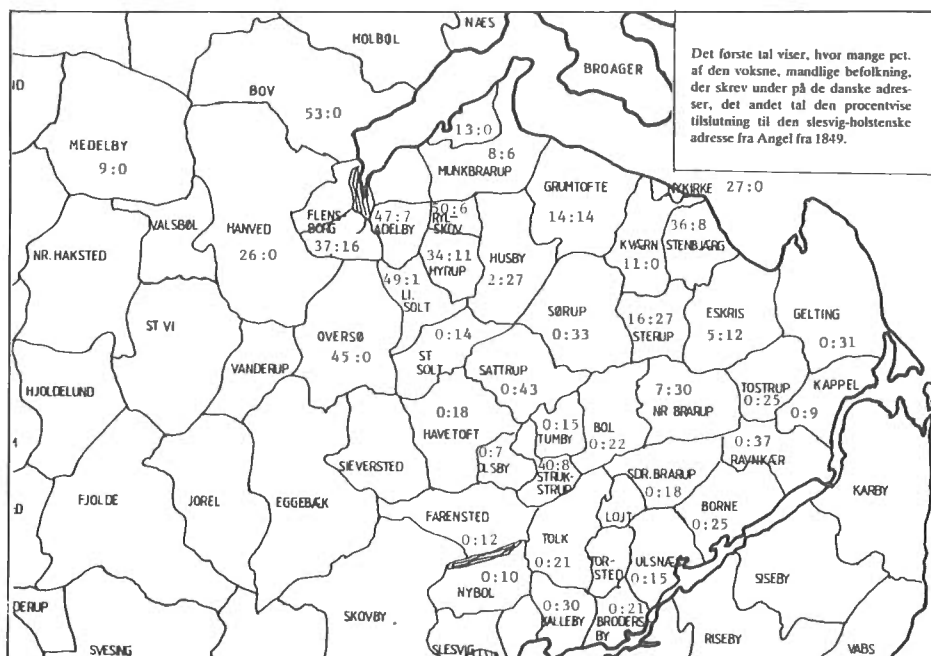 NÆS
HOLBØL
BROAGER
Det første tal viser, hvor mange pct.
af den voksne, mandlige befolkning,
der skrev under på de danske adres-
ser, det andet tal den procentvise
tilslutning til den slesvig-holstenske
adresse fra Angel fra 1849.
BOV
53:0
13:0
MEDELBY
9:0
8:6
MUNKBRARUP
GRUMTOFTE
14:14
NYKIRKE 27:0
VALSBØL
HANVED
26:0
FLENS-
BORG
37:16
47:7
ADELBY
50:6
RYL-
SKOV
34:11
HYRUP
HUSBY
2:27
KVÆRN
11:0
36:8
STENBJÆRG
NR. HAKSTED
49:1
LI.
SOLT
ST VI
OVERSØ
45:0
0:14
ST
SOLT
SØRUP
0:33
16:27
STERUP
ESKRIS
5:12
GELTING
0:31
VANDERUP
SATTRUP
0:43
HJOLDELUND
7:30
NR BRARUP
TOSTRUP
0:25
KAPPEL
0:9
0:18
HAVETOFT
0:15
TUMBY
BOL
0:22
0:7
OLSBY
40:8
STRUK-
STRUP
0:37
RAVNKÆR
SIEVERSTED
SDR. BRARUP
0:18
FJOLDE
JOREL
EGGEBÆK
KARBY
FARENSTED
0:12
LOJT
BORNE
0:25
TOLK
0:21
TOR-
STED
ULSNÆS
0:15
0:10
NYBOL
SISEBY
0:30
KALLEBY
0:21
BRODERS
BY
DERUP
SVESING
SKOVBY
SLESVIG
RISEBY
VABS